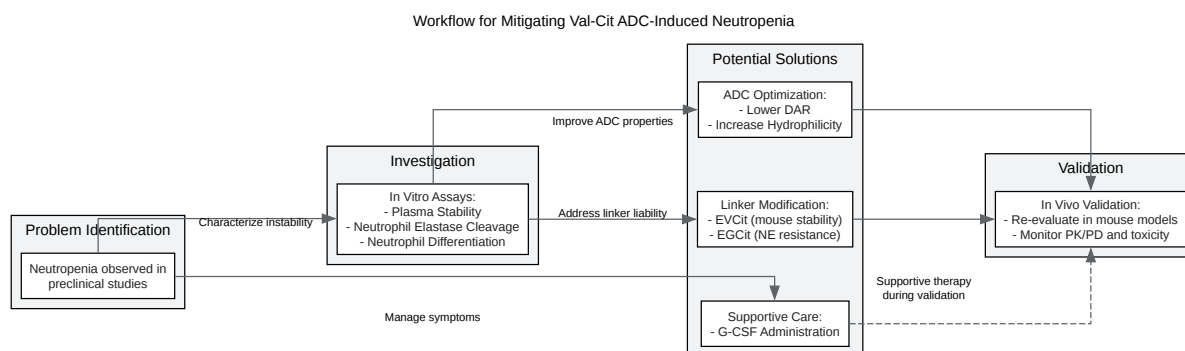 Workflow for Mitigating Val-Cit ADC-Induced Neutropenia
Problem Identification
Neutropenia observed in
preclinical studies
Characterize instability
Manage symptoms
Investigation
In Vitro Assays:
- Plasma Stability
- Neutrophil Elastase Cleavage
- Neutrophil Differentiation
Improve ADC properties
Address linker liability
Potential Solutions
ADC Optimization:
- Lower DAR
- Increase Hydrophilicity
Linker Modification:
- EVCit (mouse stability)
- EGCit (NE resistance)
Supportive Care:
- G-CSF Administration
Supportive therapy
during validation
Validation
In Vivo Validation:
- Re-evaluate in mouse models
- Monitor PK/PD and toxicity